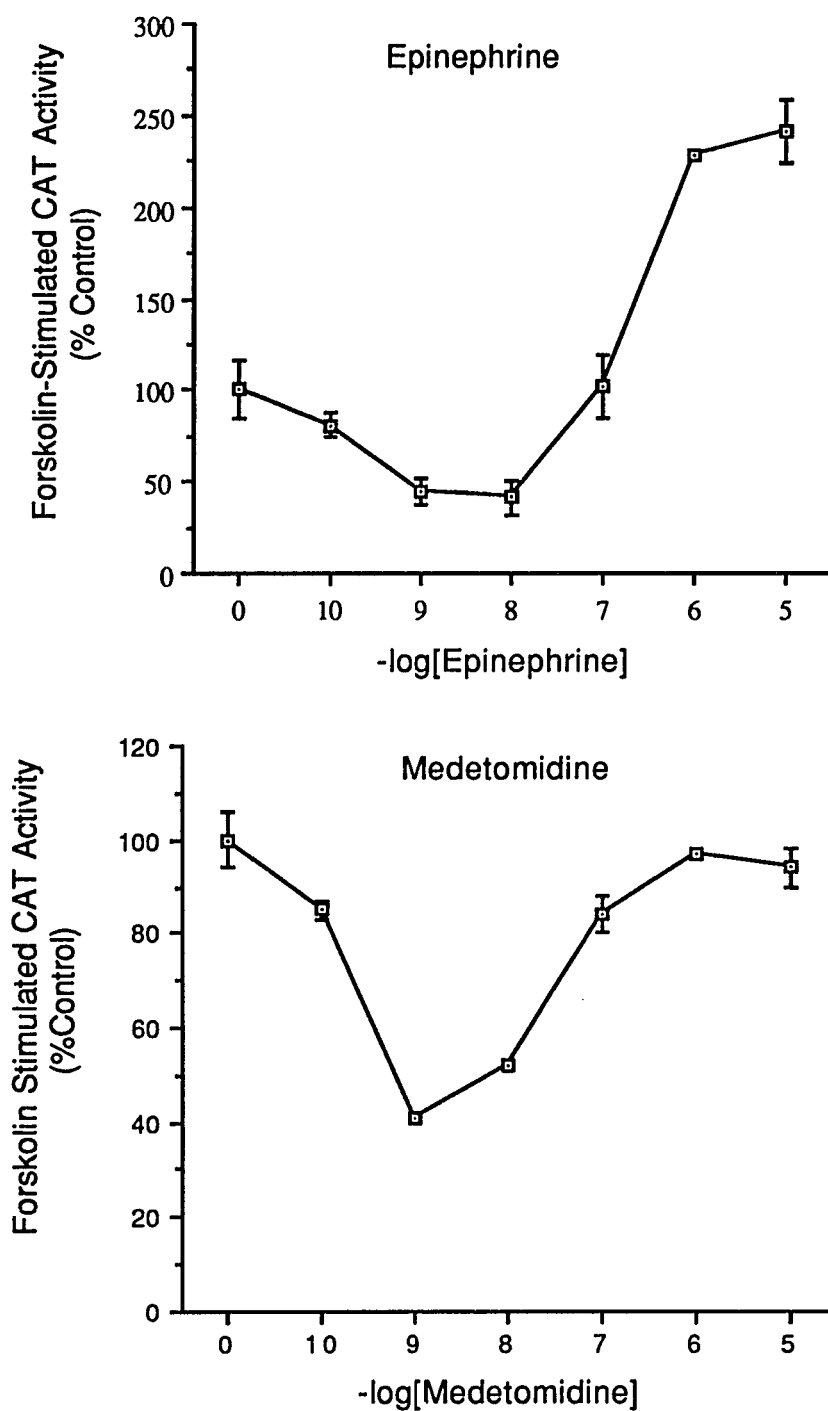 Epinephrine
Forskolin-Stimulated CAT Activity
(% Control)
300
250
200
150
100
50
0
0 10 9 8 7 6 5
-log[Epinephrine]
Medetomidine
Forskolin Stimulated CAT Activity
(%Control)
120
100
80
60
40
20
0
0 10 9 8 7 6 5
-log[Medetomidine]